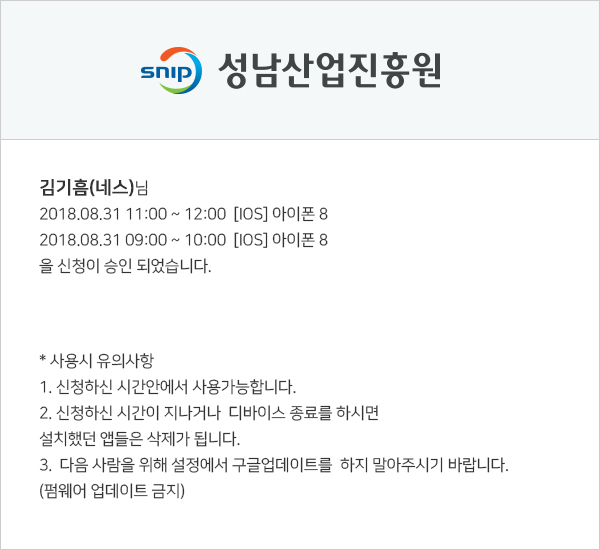 snip 성남산업진흥원
김기흠(네스)님
2018.08.31 11:00 ~ 12:00 [IOS] 아이폰 8
2018.08.31 09:00 ~ 10:00 [IOS] 아이폰 8
을 신청이 승인 되었습니다.
* 사용시 유의사항
1. 신청하신 시간안에서 사용가능합니다.
2. 신청하신 시간이 지나거나 디바이스 종료를 하시면
설치했던 앱들은 삭제가 됩니다.
3. 다음 사람을 위해 설정에서 구글업데이트를 하지 말아주시기 바랍니다.
(펌웨어 업데이트 금지)